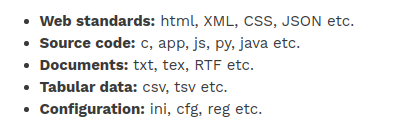 • Web standards: html, XML, CSS, JSON etc.
• Source code: c, app, js, py, java etc.
• Documents: txt, tex, RTF etc.
• Tabular data: csv, tsv etc.
• Configuration: ini, cfg, reg etc.